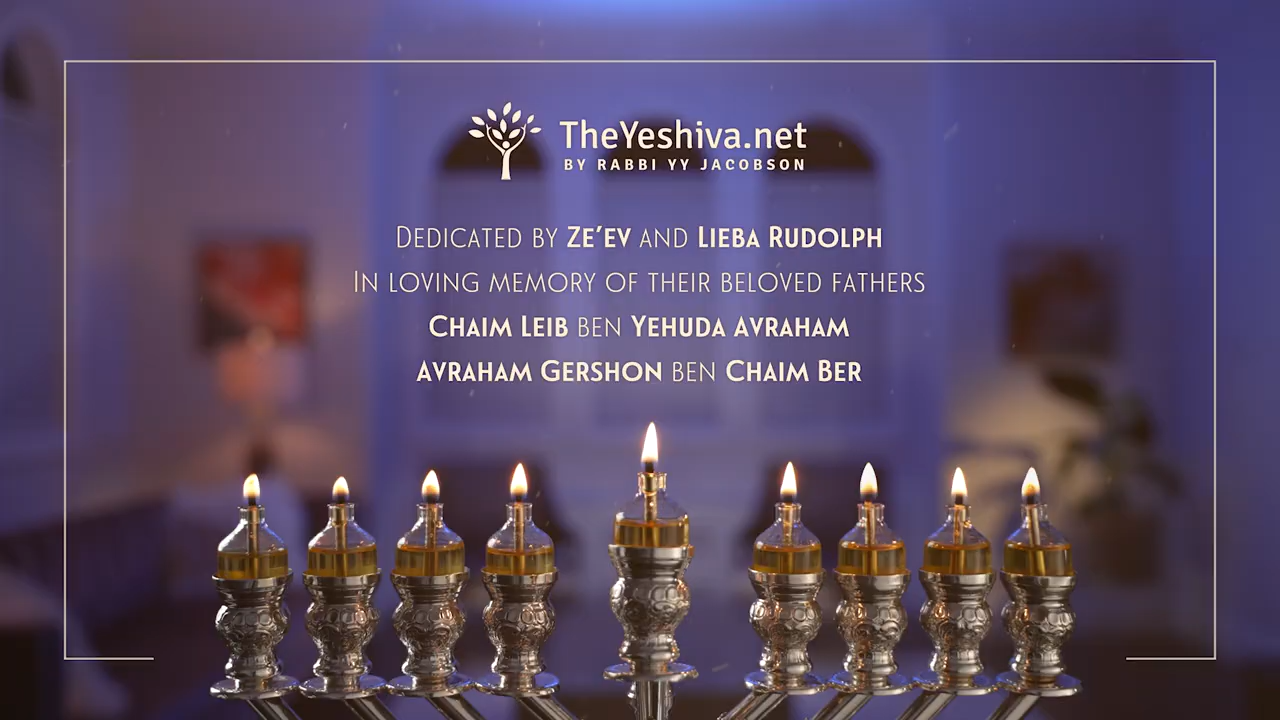 TheYeshiva.net
BY RABBI YY JACOBSON
DEDICATED BY ZE'EV AND LIEBA RUDOLPH
IN LOVING MEMORY OF THEIR BELOVED FATHERS
CHAIM LEIB BEN YEHUDA AVRAHAM
AVRAHAM GERSHON BEN CHAIM BER